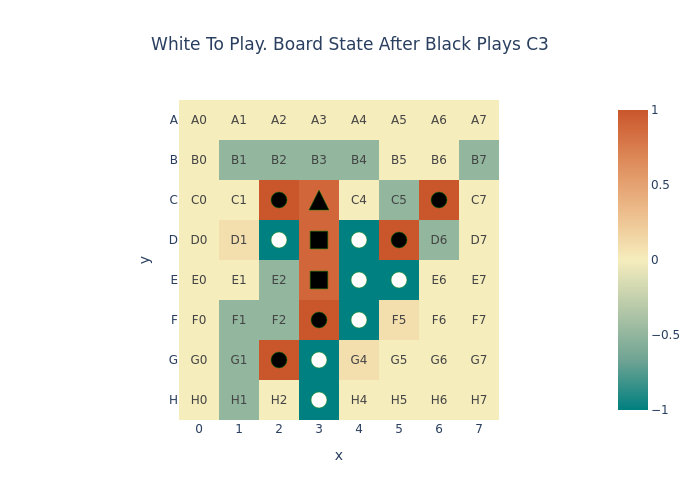 White To Play. Board State After Black Plays C3
A A0 A1 A2 A3 A4 A5 A6 A7
B B0 B1 B2 B3 B4 B5 B6 B7
C C0 C1 C4 C5 C7
D D0 D1 D6 D7
E E0 E1 E2 E6 E7
F F0 F1 F2 F5 F6 F7
G G0 G1 G4 G5 G6 G7
H H0 H1 H2 H4 H5 H6 H7
0 1 2 3 4 5 6 7
x
y
1
0.5
0
−0.5
−1